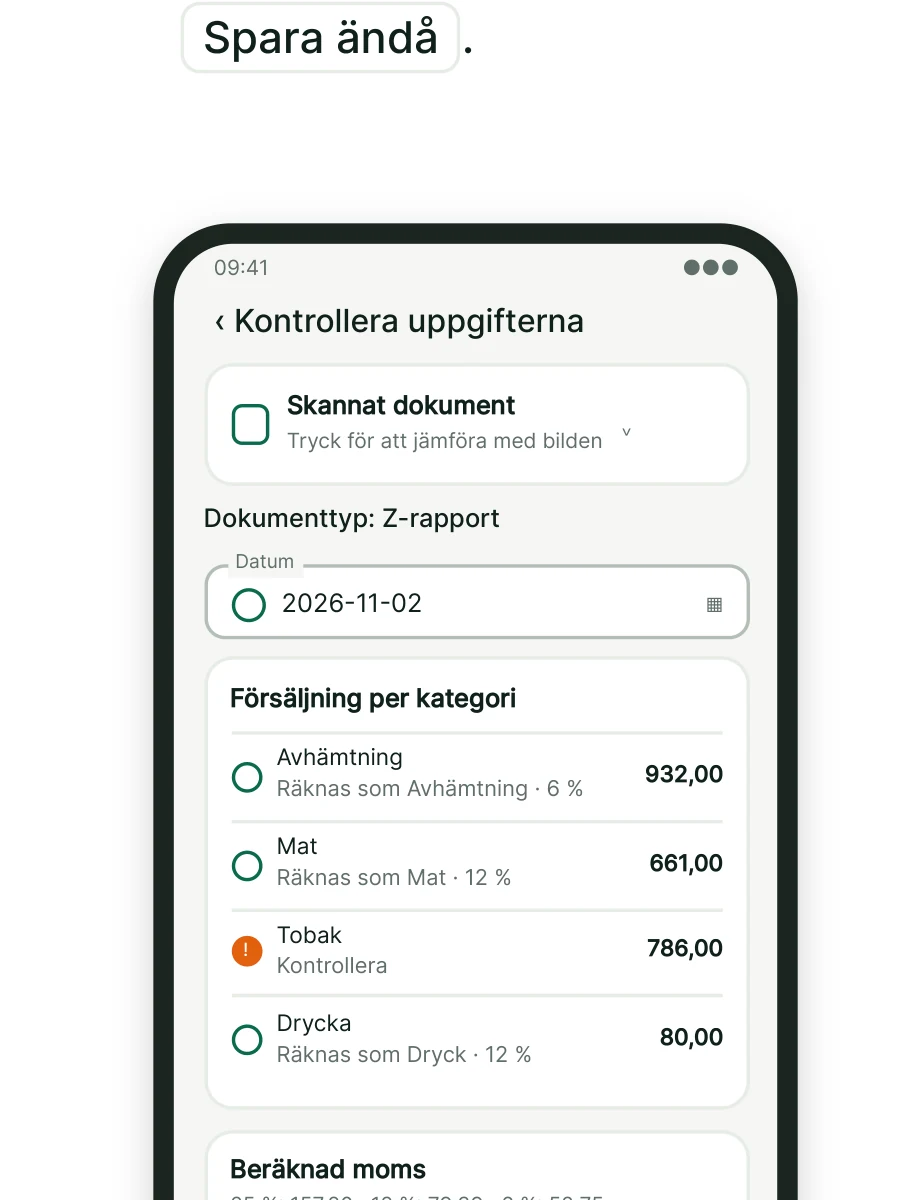 Spara ändå.
09:41
‹ Kontrollera uppgifterna
Skannat dokument
Tryck för att jämföra med bilden
Dokumenttyp: Z-rapport
Datum
2026-11-02
Försäljning per kategori
Avhämtning
Räknas som Avhämtning · 6 %
932,00
Mat
Räknas som Mat · 12 %
661,00
!
Tobak
Kontrollera
786,00
Drycka
Räknas som Dryck · 12 %
80,00
Beräknad moms